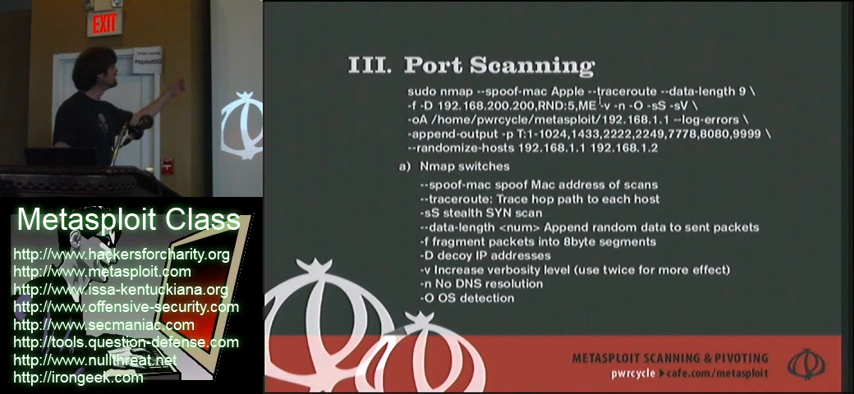 EXIT
#sploit50
Metasploit Class
http://www.hackersforcharity.org
http://www.metasploit.com
http://www.issa-kentuckiana.org
http://www.offensive-security.com
http://www.secmaniac.com
http://tools.question-defense.com
http://www.nullthreat.net
http://irongeek.com
III. Port Scanning
sudo nmap --spoof-mac Apple --traceroute --data-length 9 \
-f -D 192.168.200.200,RND:5,ME -v -n -O -sS -sV \
-oA /home/pwrcycle/metasploit/192.168.1.1 --log-errors \
-append-output -p T:1-1024,1433,2222,2249,7778,8080,9999 \
--randomize-hosts 192.168.1.1 192.168.1.2
a) Nmap switches
--spoof-mac spoof Mac address of scans
--traceroute: Trace hop path to each host
-sS stealth SYN scan
--data-length <num> Append random data to sent packets
-f fragment packets into 8byte segments
-D decoy IP addresses
-v Increase verbosity level (use twice for more effect)
-n No DNS resolution
-O OS detection
METASPLOIT SCANNING & PIVOTING
pwrcycle cafe.com/metasploit